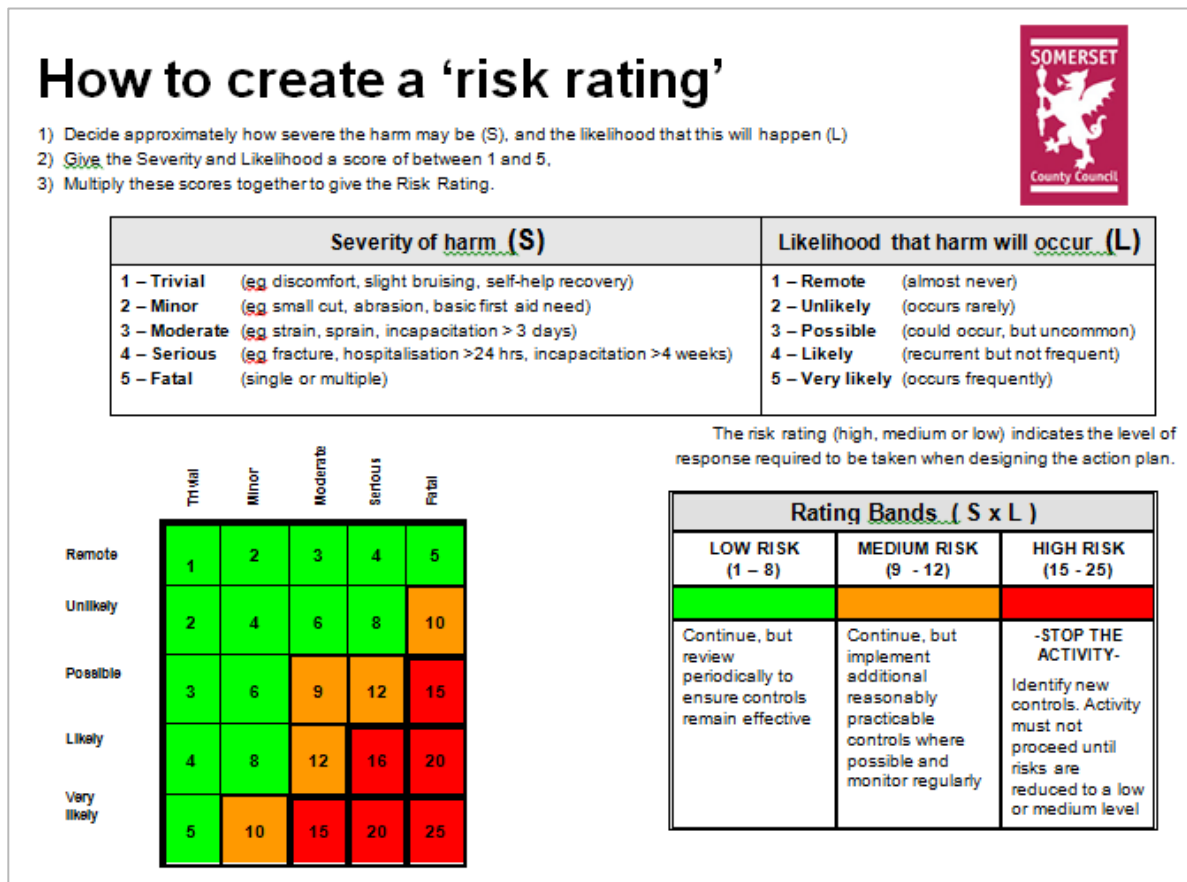 How to create a ‘risk rating’
SOMERSET
County Council
1) Decide approximately how severe the harm may be (S), and the likelihood that this will happen (L)
2) Give the Severity and Likelihood a score of between 1 and 5,
3) Multiply these scores together to give the Risk Rating.
Severity of harm (S)
1 – Trivial (eg discomfort, slight bruising, self-help recovery)
2 – Minor (eg small cut, abrasion, basic first aid need)
3 – Moderate (eg strain, sprain, incapacitation > 3 days)
4 – Serious (eg fracture, hospitalisation >24 hrs, incapacitation >4 weeks)
5 – Fatal (single or multiple)
Likelihood that harm will occur (L)
1 – Remote (almost never)
2 – Unlikely (occurs rarely)
3 – Possible (could occur, but uncommon)
4 – Likely (recurrent but not frequent)
5 – Very likely (occurs frequently)
The risk rating (high, medium or low) indicates the level of
response required to be taken when designing the action plan.
Trivial Minor Moderate Serious Fatal
Remote 1 2 3 4 5
Unlikely 2 4 6 8 10
Possible 3 6 9 12 15
Likely 4 8 12 16 20
Very
likely 5 10 15 20 25
Rating Bands ( S x L )
LOW RISK
(1 – 8)
MEDIUM RISK
(9 - 12)
HIGH RISK
(15 - 25)
Continue, but
review
periodically to
ensure controls
remain effective
Continue, but
implement
additional
reasonably
practicable
controls where
possible and
monitor regularly
-STOP THE
ACTIVITY-
Identify new
controls. Activity
must not
proceed until
risks are
reduced to a low
or medium level